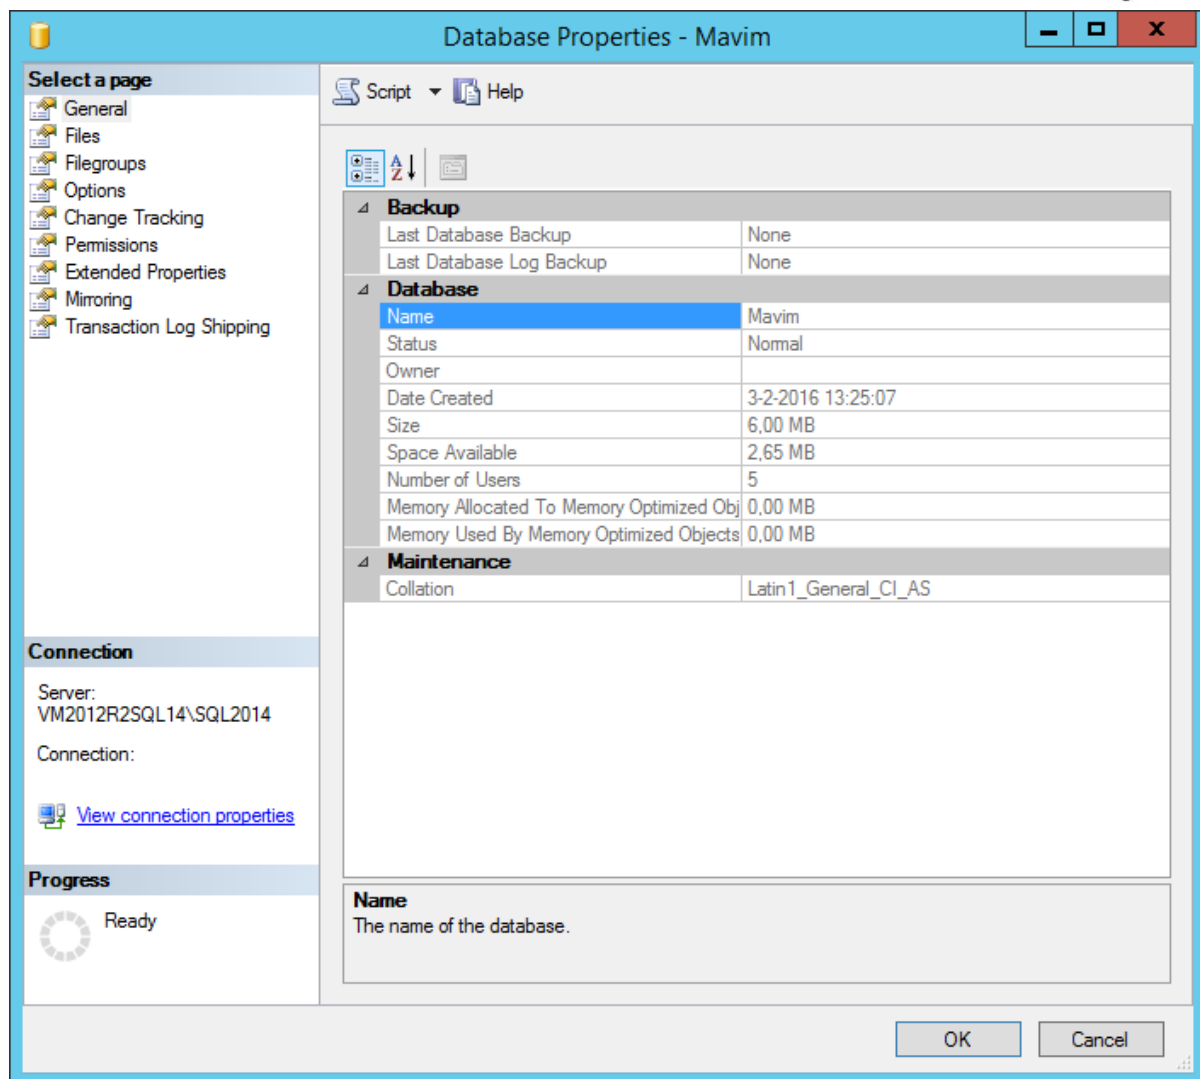 Database Properties - Mavim
Select a page
General
Files
Filegroups
Options
Change Tracking
Permissions
Extended Properties
Mirroring
Transaction Log Shipping
Connection
Server:
VM2012R2SQL14\SQL2014
Connection:
View connection properties
Progress
Ready
Script Help
Backup
Last Database Backup None
Last Database Log Backup None
Database
Name Mavim
Status Normal
Owner
Date Created 3-2-2016 13:25:07
Size 6,00 MB
Space Available 2,65 MB
Number of Users 5
Memory Allocated To Memory Optimized Obj 0,00 MB
Memory Used By Memory Optimized Objects 0,00 MB
Maintenance
Collation Latin1_General_CI_AS
Name
The name of the database.
OK Cancel